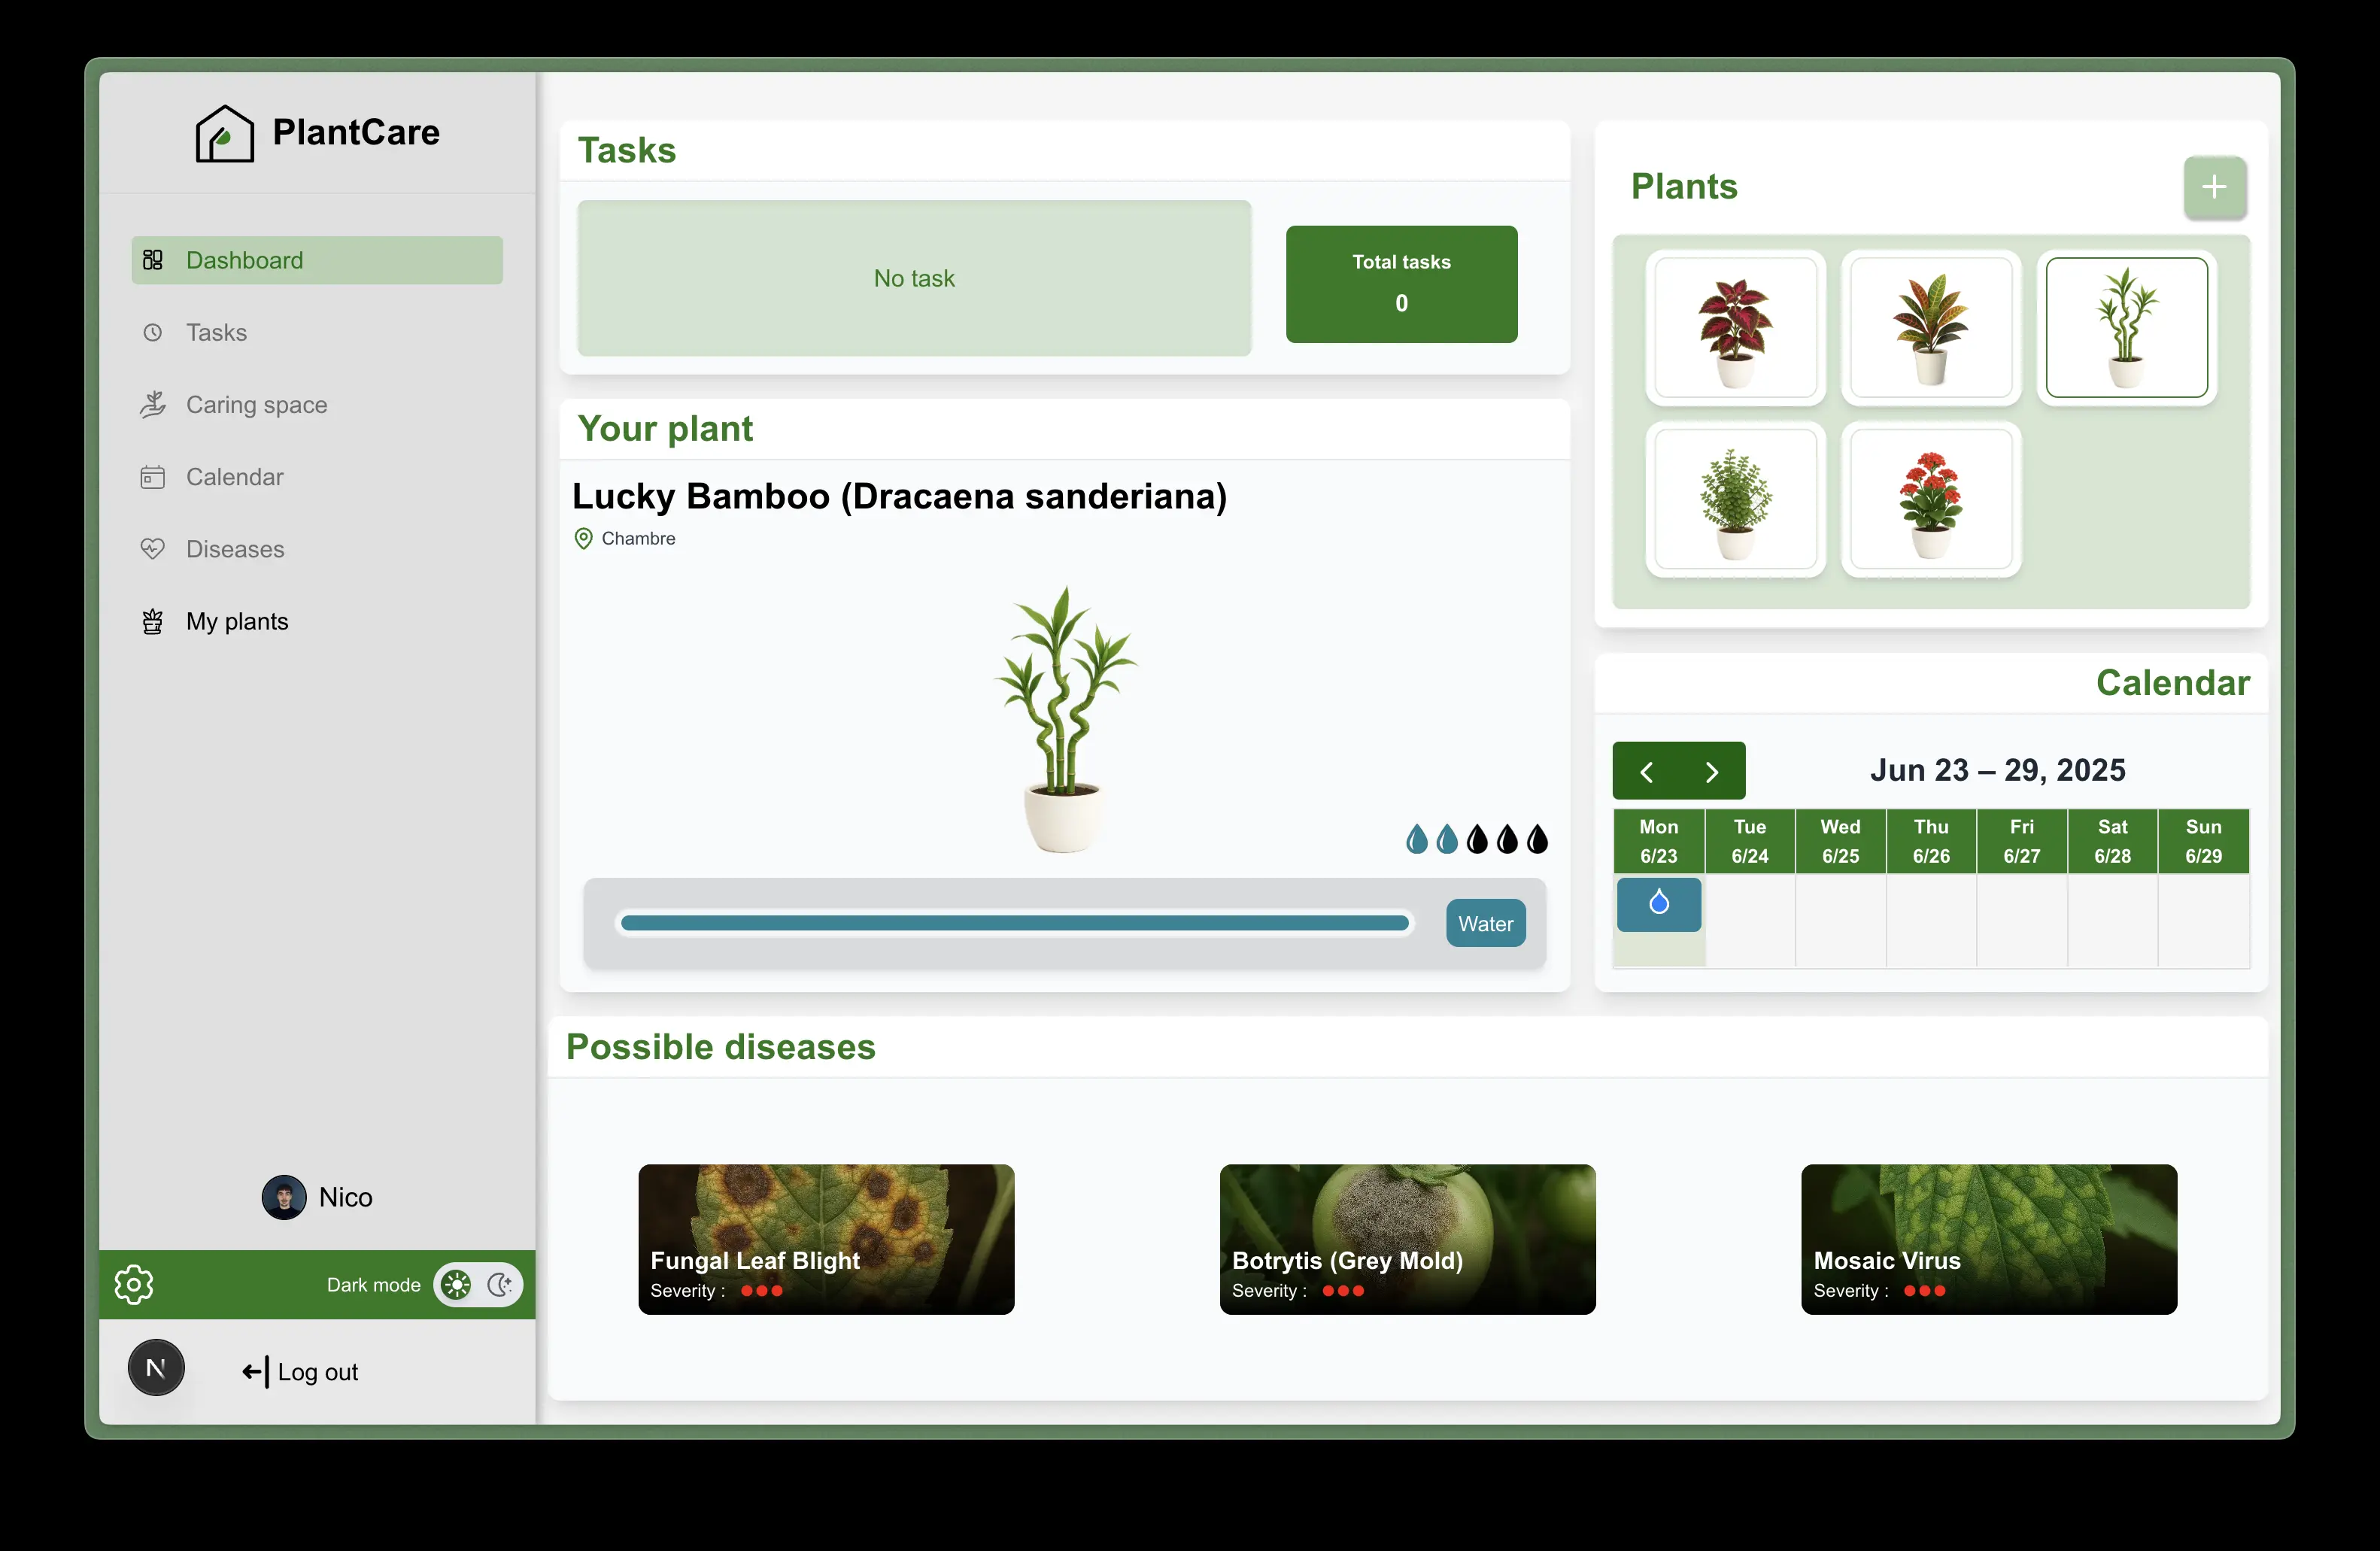 PlantCare
Dashboard
Tasks
Caring space
Calendar
Diseases
My plants
Nico
Dark mode
N
Log out
Tasks
No task
Total tasks
0
Your plant
Lucky Bamboo (Dracaena sanderiana)
Chambre
Water
Plants
Calendar
Jun 23 – 29, 2025
Mon Tue Wed Thu Fri Sat Sun
6/23 6/24 6/25 6/26 6/27 6/28 6/29
Possible diseases
Fungal Leaf Blight
Severity :
Botrytis (Grey Mold)
Severity :
Mosaic Virus
Severity :